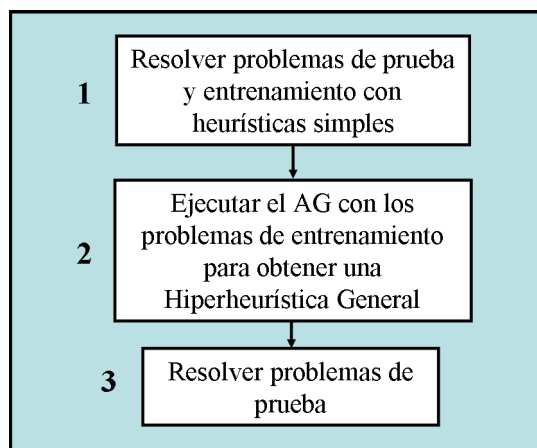 1
Resolver problemas de prueba
y entrenamiento con
heurísticas simples
2
Ejecutar el AG con los
problemas de entrenamiento
para obtener una
Hiperheurística General
3
Resolver problemas de
prueba